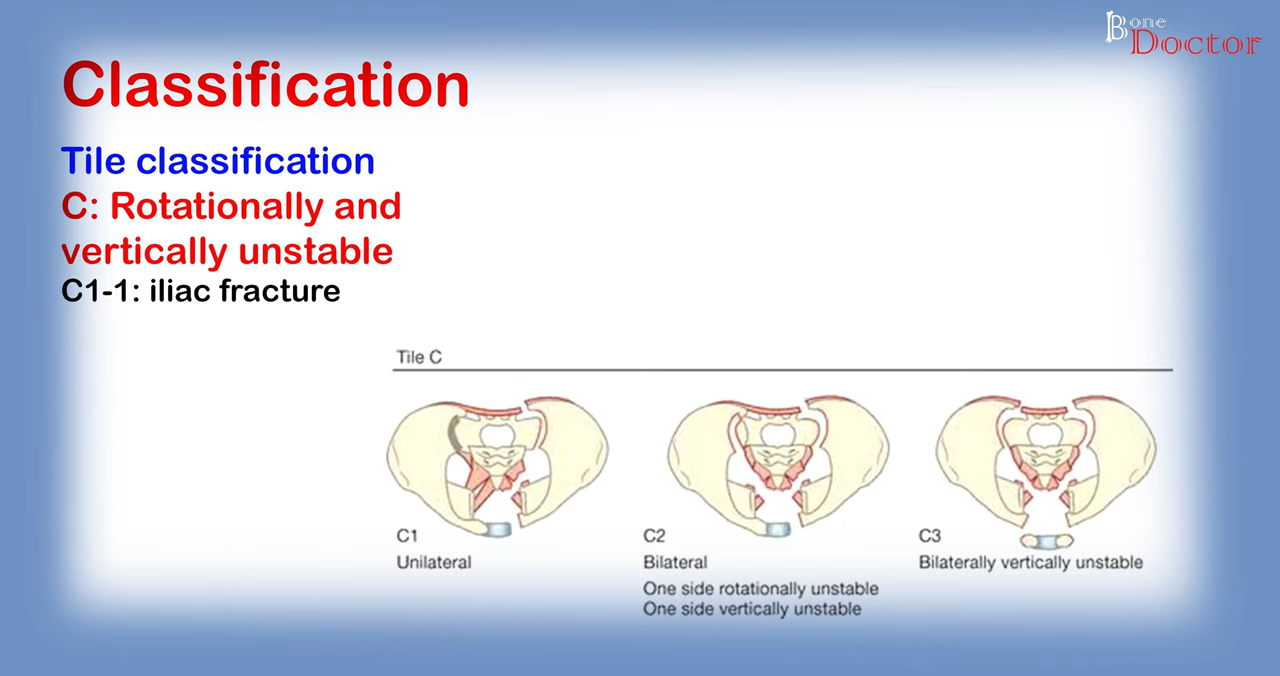 Bone
Doctor
Classification
Tile classification
C: Rotationally and
vertically unstable
C1-1: iliac fracture
Tile C
C1
Unilateral
C2
Bilateral
One side rotationally unstable
One side vertically unstable
C3
Bilaterally vertically unstable